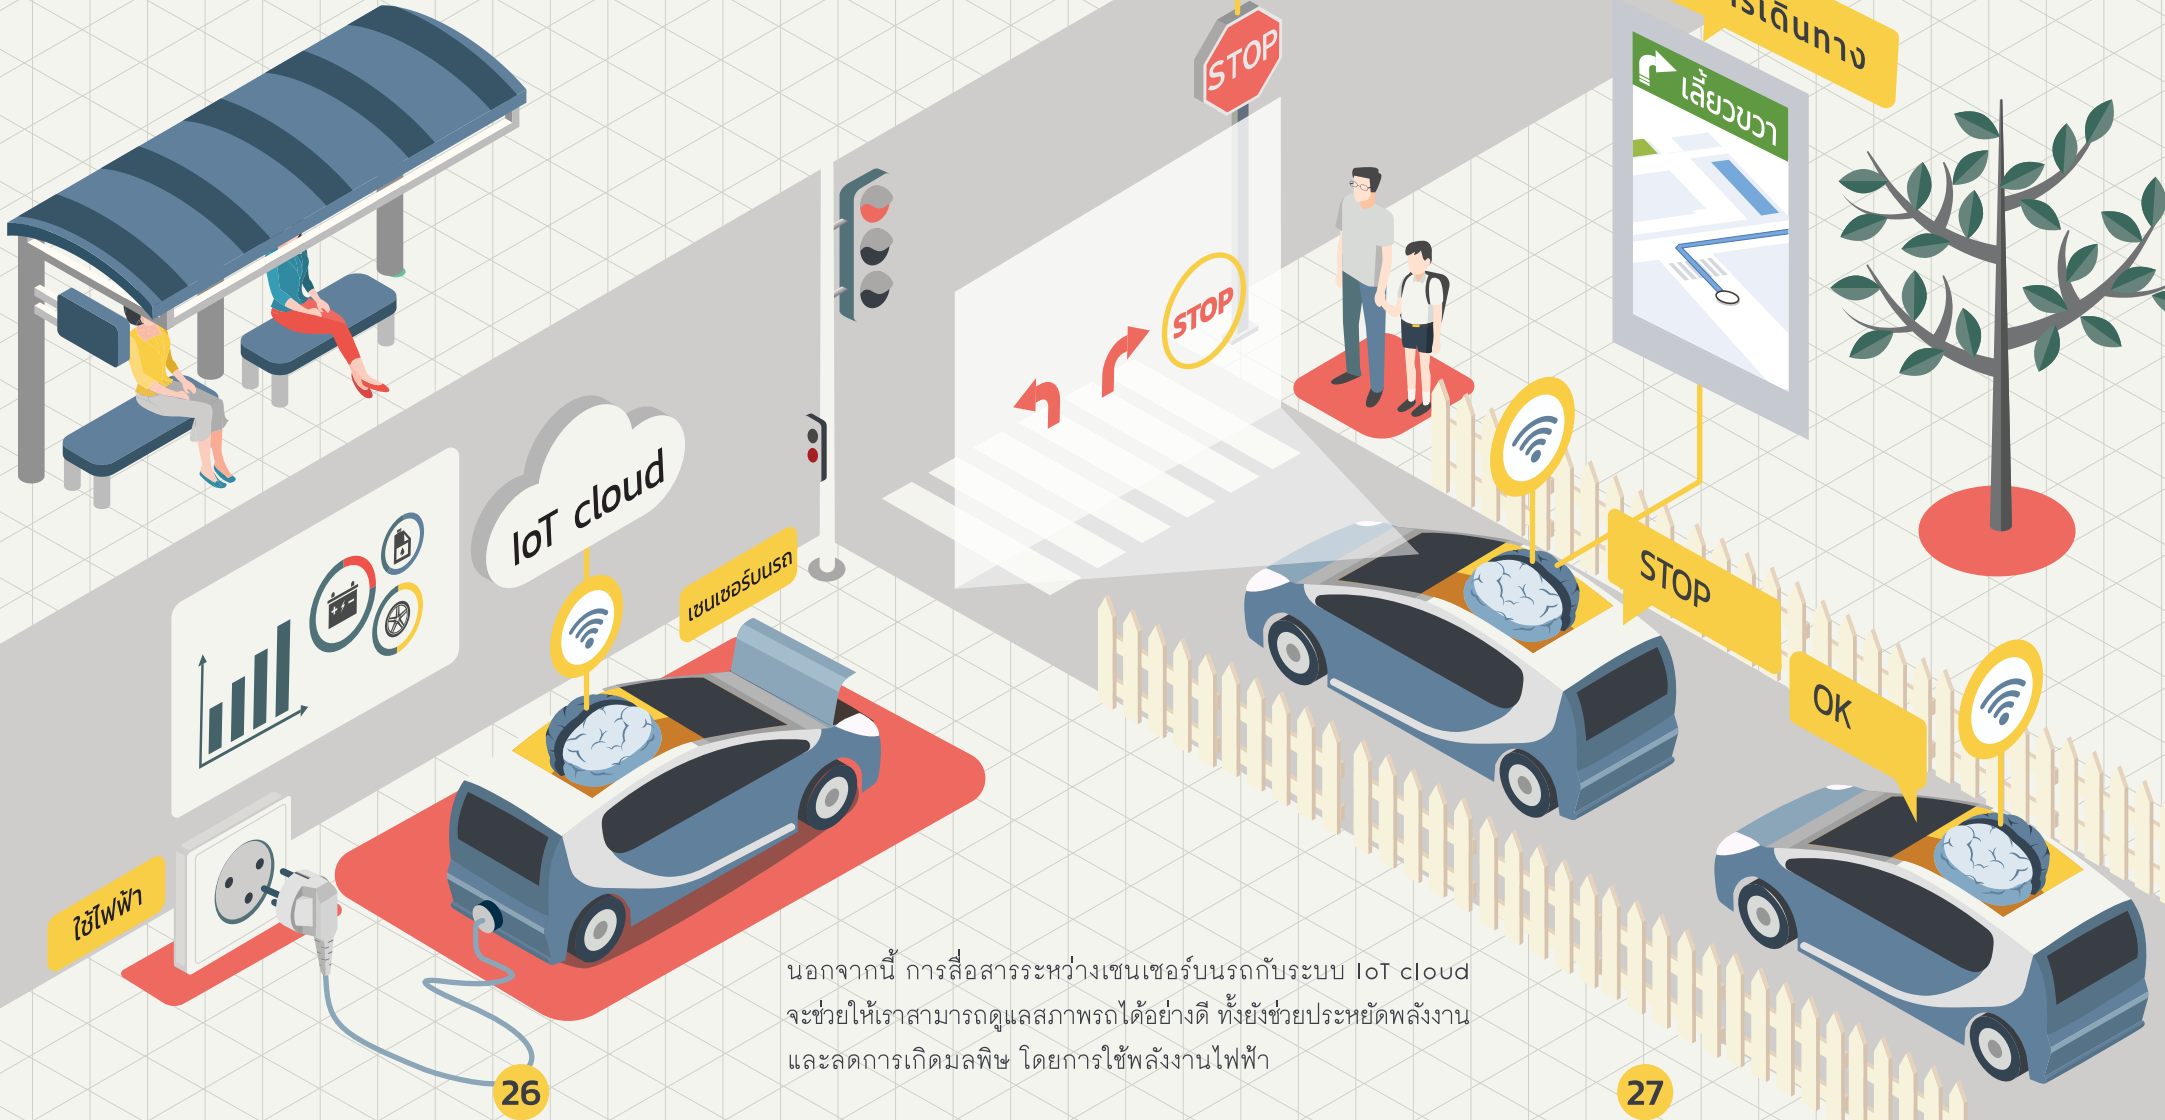 STOP
เดินทาง
เลี้ยวขวา
STOP
IoT cloud
เซนเซอร์บนรถ
STOP
OK
ใช้ไฟฟ้า
นอกจากนี้ การสื่อสารระหว่างเซนเซอร์บนรถกับระบบ IoT cloud
จะช่วยให้เราสามารถดูแลสภาพรถได้อย่างดี ทั้งยังช่วยประหยัดพลังงาน
และลดการเกิดมลพิษ โดยการใช้พลังงานไฟฟ้า
26
27